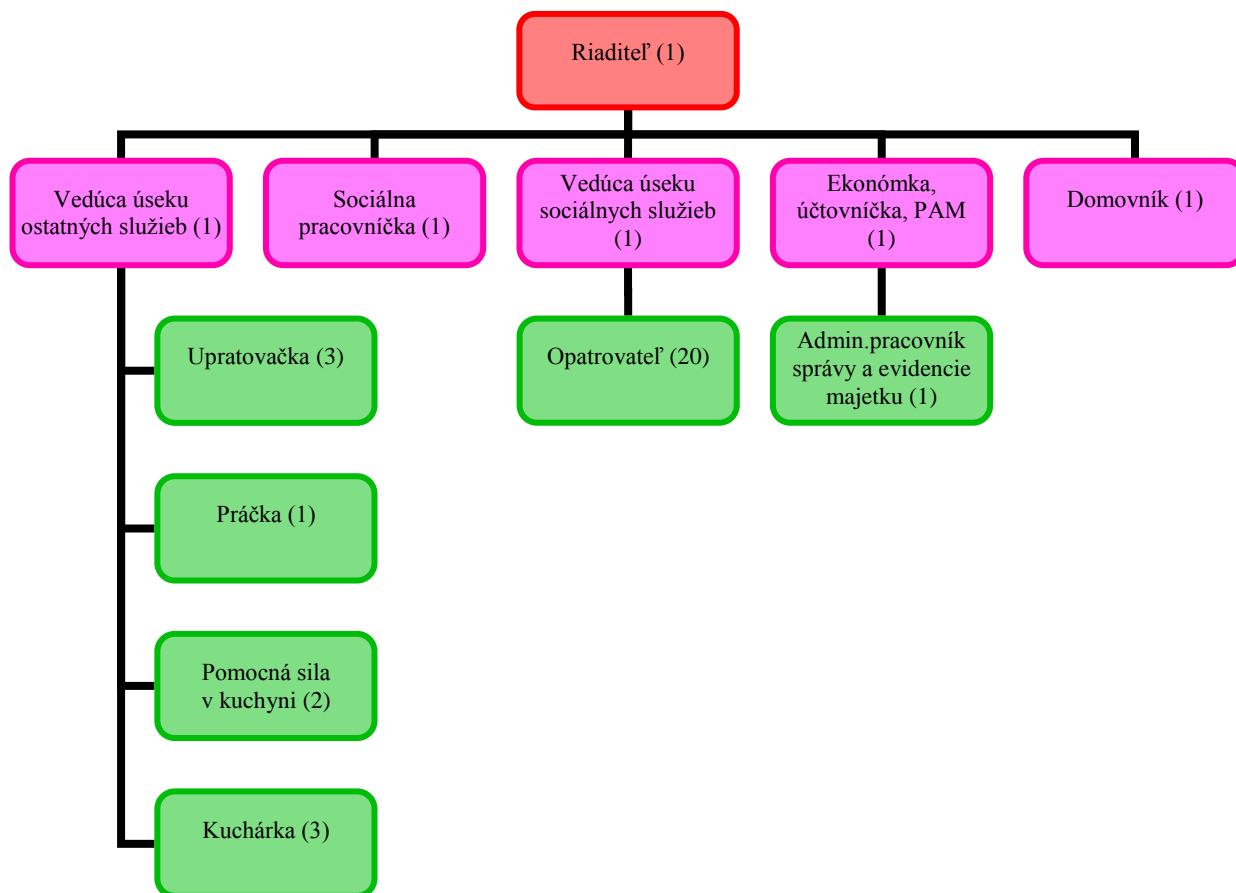 Riaditeľ (1)
Vedúca úseku
ostatných služieb (1)
Sociálna
pracovníčka (1)
Vedúca úseku
sociálnych služieb
(1)
Ekonómka,
účtovníčka, PAM
(1)
Domovník (1)
Upratovačka (3)
Opatrovateľ (20)
Admin.pracovník
správy a evidencie
majetku (1)
Práčka (1)
Pomocná sila
v kuchyni (2)
Kuchárka (3)